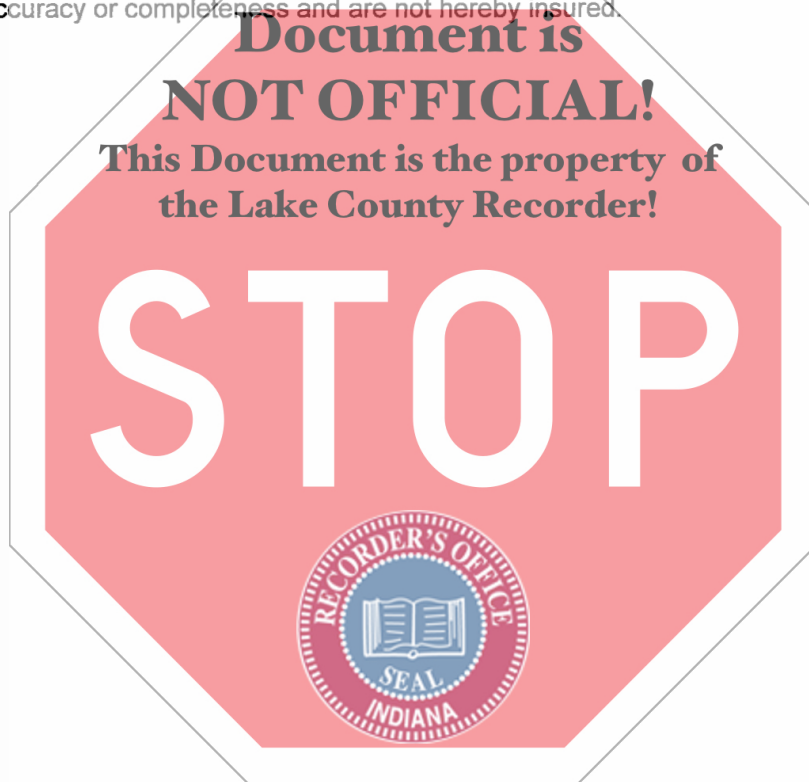 ccuracy or completeness and are not hereby insured.
Document is
NOT OFFICIAL!
This Document is the property of
the Lake County Recorder!
STOP
RECORDER'S OFFICE
SEAL
INDIANA